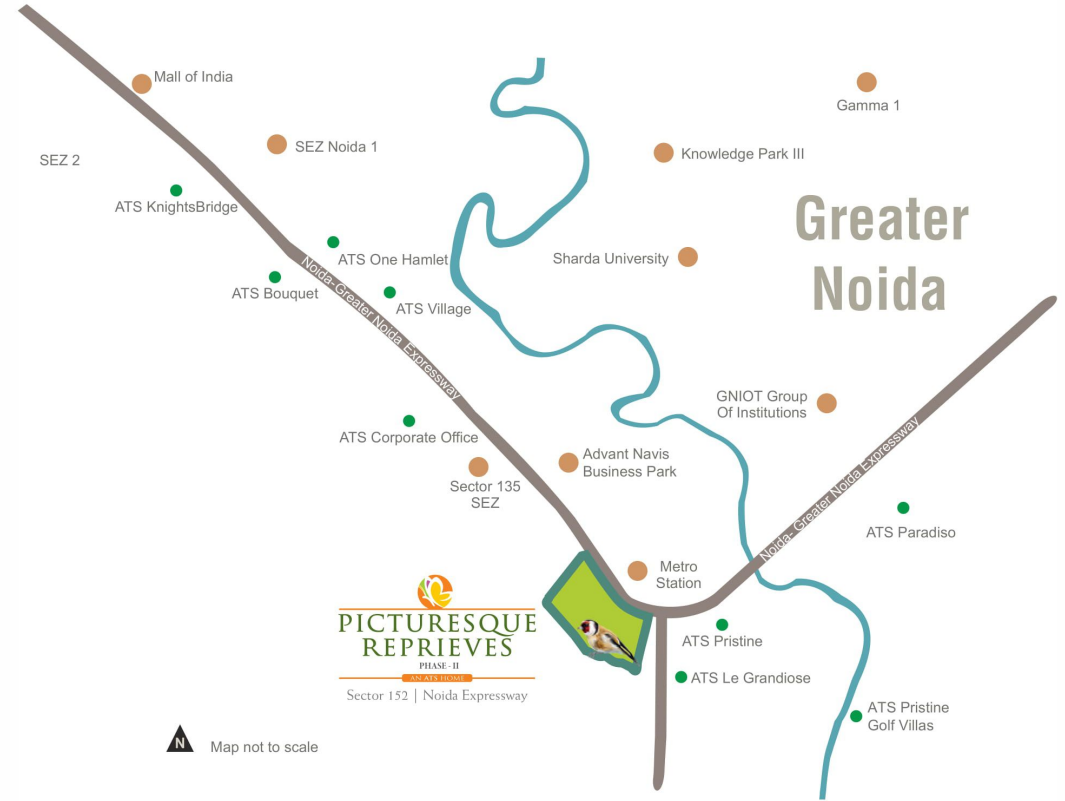 Mall of India
Gamma 1
SEZ Noida 1
Knowledge Park III
SEZ 2
ATS KnightsBridge
Greater
Noida
ATS One Hamlet
Sharda University
ATS Bouquet
ATS Village
Noida- Greater Noida Expressway
GNIOT Group
Of Institutions
ATS Corporate Office
Advant Navis
Business Park
Sector 135
SEZ
Noida- Greater Noida Expressway
ATS Paradiso
Metro
Station
PICTURESQUE
REPRIEVES
PHASE - II
AN ATS HOME
Sector 152 | Noida Expressway
ATS Pristine
ATS Le Grandiose
ATS Pristine
Golf Villas
N
Map not to scale